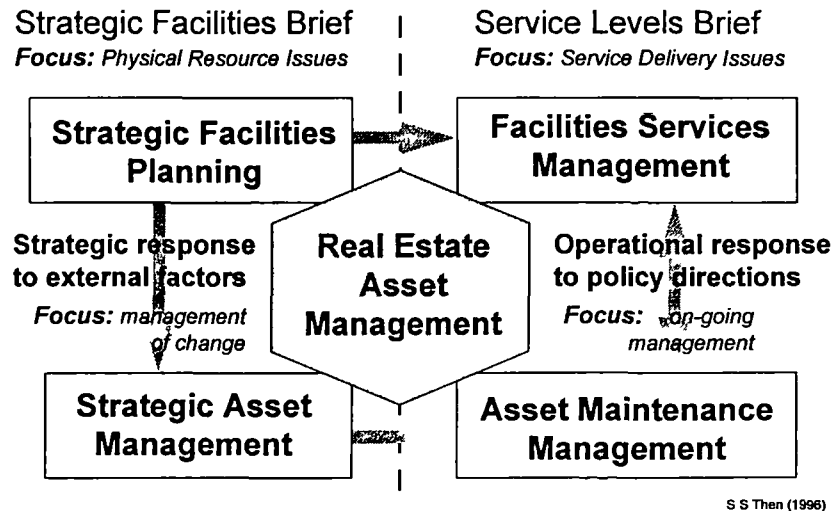 Strategic Facilities Brief
Focus: Physical Resource Issues
Service Levels Brief
Focus: Service Delivery Issues
Strategic Facilities
Planning
Facilities Services
Management
Strategic response
to external factors
Focus: management
of change
Real Estate
Asset
Management
Operational response
to policy directions
Focus: on-going
management
Strategic Asset
Management
Asset Maintenance
Management
S S Then (1996)